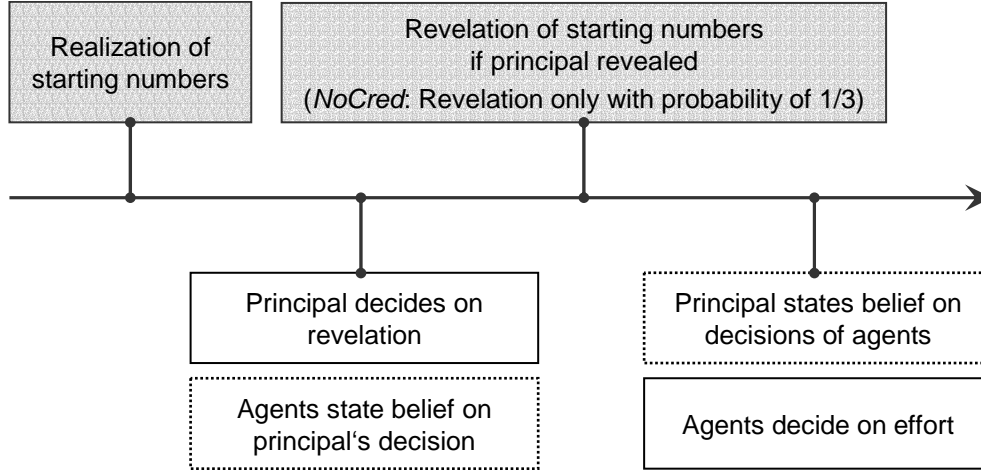 Realization of
starting numbers
Revelation of starting numbers
if principal revealed
(NoCred: Revelation only with probability of 1/3)
Principal decides on
revelation
Agents state belief on
principal‘s decision
Principal states belief on
decisions of agents
Agents decide on effort